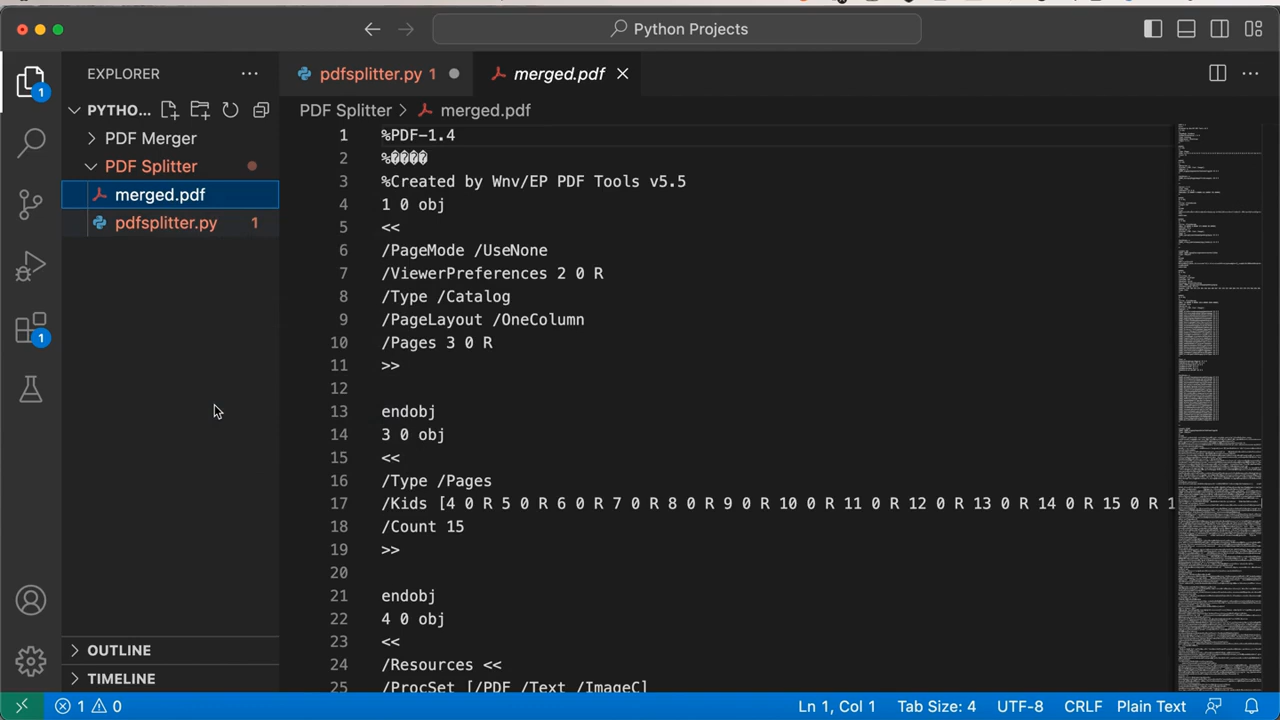 Python Projects
EXPLORER
PYTHO...
PDF Merger
PDF Splitter
merged.pdf
pdfsplitter.py 1
OUTLINE
TIMELINE
1
1
pdfsplitter.py 1
merged.pdf
PDF Splitter > merged.pdf
1 %PDF-1.4
2 %����
3 %Created by Wnv/EP PDF Tools v5.5
4 1 0 obj
5 <<
6 /PageMode /UseNone
7 /ViewerPreferences 2 0 R
8 /Type /Catalog
9 /PageLayout /OneColumn
10 /Pages 3 0 R
11 >>
12
13 endobj
14 3 0 obj
15 <<
16 /Type /Pages
17 /Kids [4 0 R 5 0 R 6 0 R 7 0 R 8 0 R 9 0 R 10 0 R 11 0 R 12 0 R 13 0 R 14 0 R 15 0 R 1
18 /Count 15
19 >>
20
21 endobj
22 4 0 obj
23 <<
24 /Resources <<
1 0
Ln 1, Col 1
Tab Size: 4
UTF-8
CRLF
Plain Text